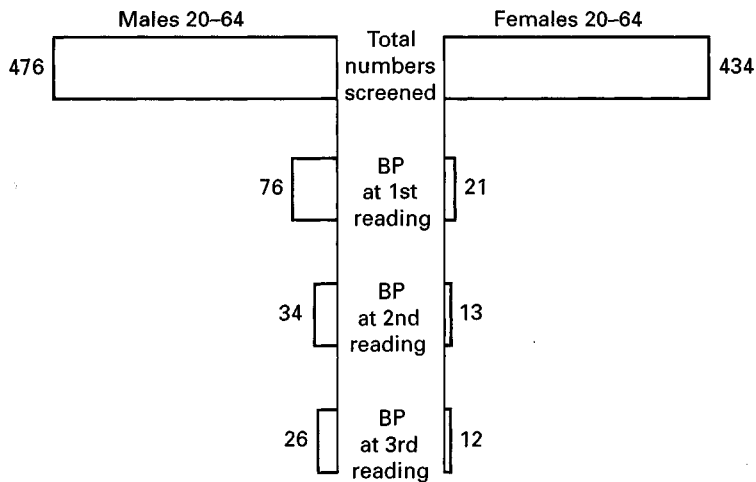 Males 20–64
Females 20–64
476
Total
numbers
screened
434
76
BP
at 1st
reading
21
34
BP
at 2nd
reading
13
26
BP
at 3rd
reading
12